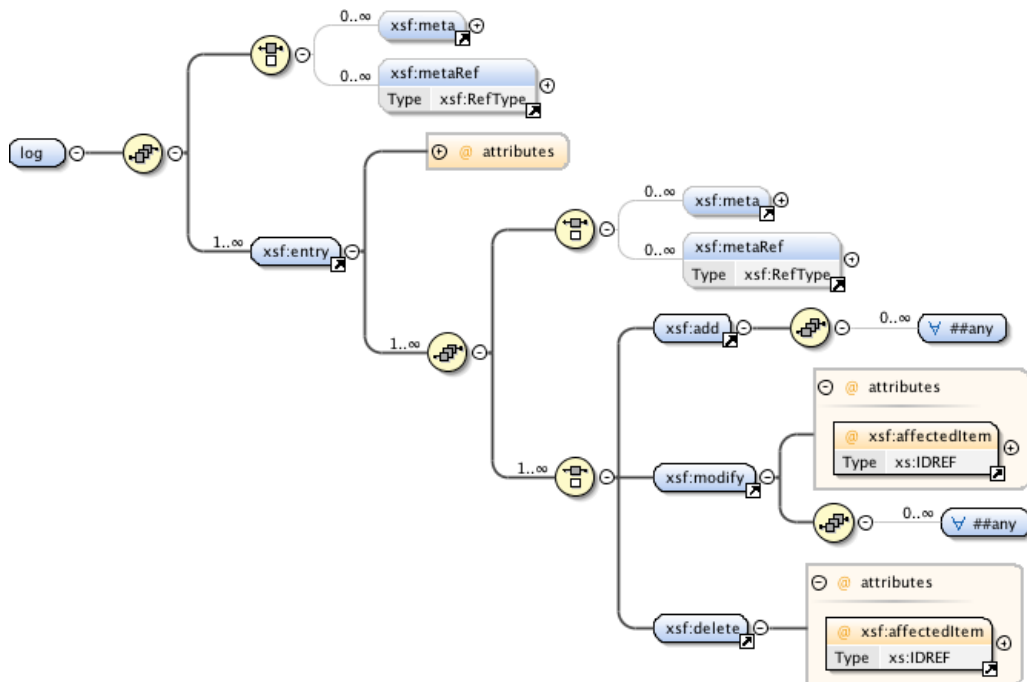 0..∞
xsf:meta
0..∞
xsf:metaRef
Type xsf:RefType
log
@ attributes
1..∞
xsf:entry
0..∞
xsf:meta
0..∞
xsf:metaRef
Type xsf:RefType
1..∞
xsf:add
0..∞
∀ ##any
@ attributes
@ xsf:affectedItem
Type xs:IDREF
1..∞
xsf:modify
0..∞
∀ ##any
@ attributes
xsf:delete
@ xsf:affectedItem
Type xs:IDREF